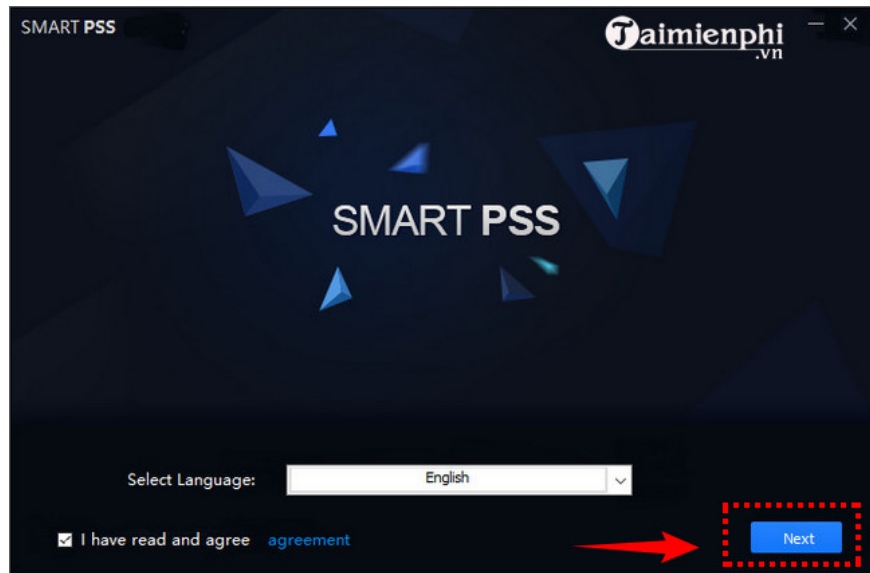 SMART PSS
Taimienphi
.vn
SMART PSS
Select Language:
English
I have read and agree agreement
Next